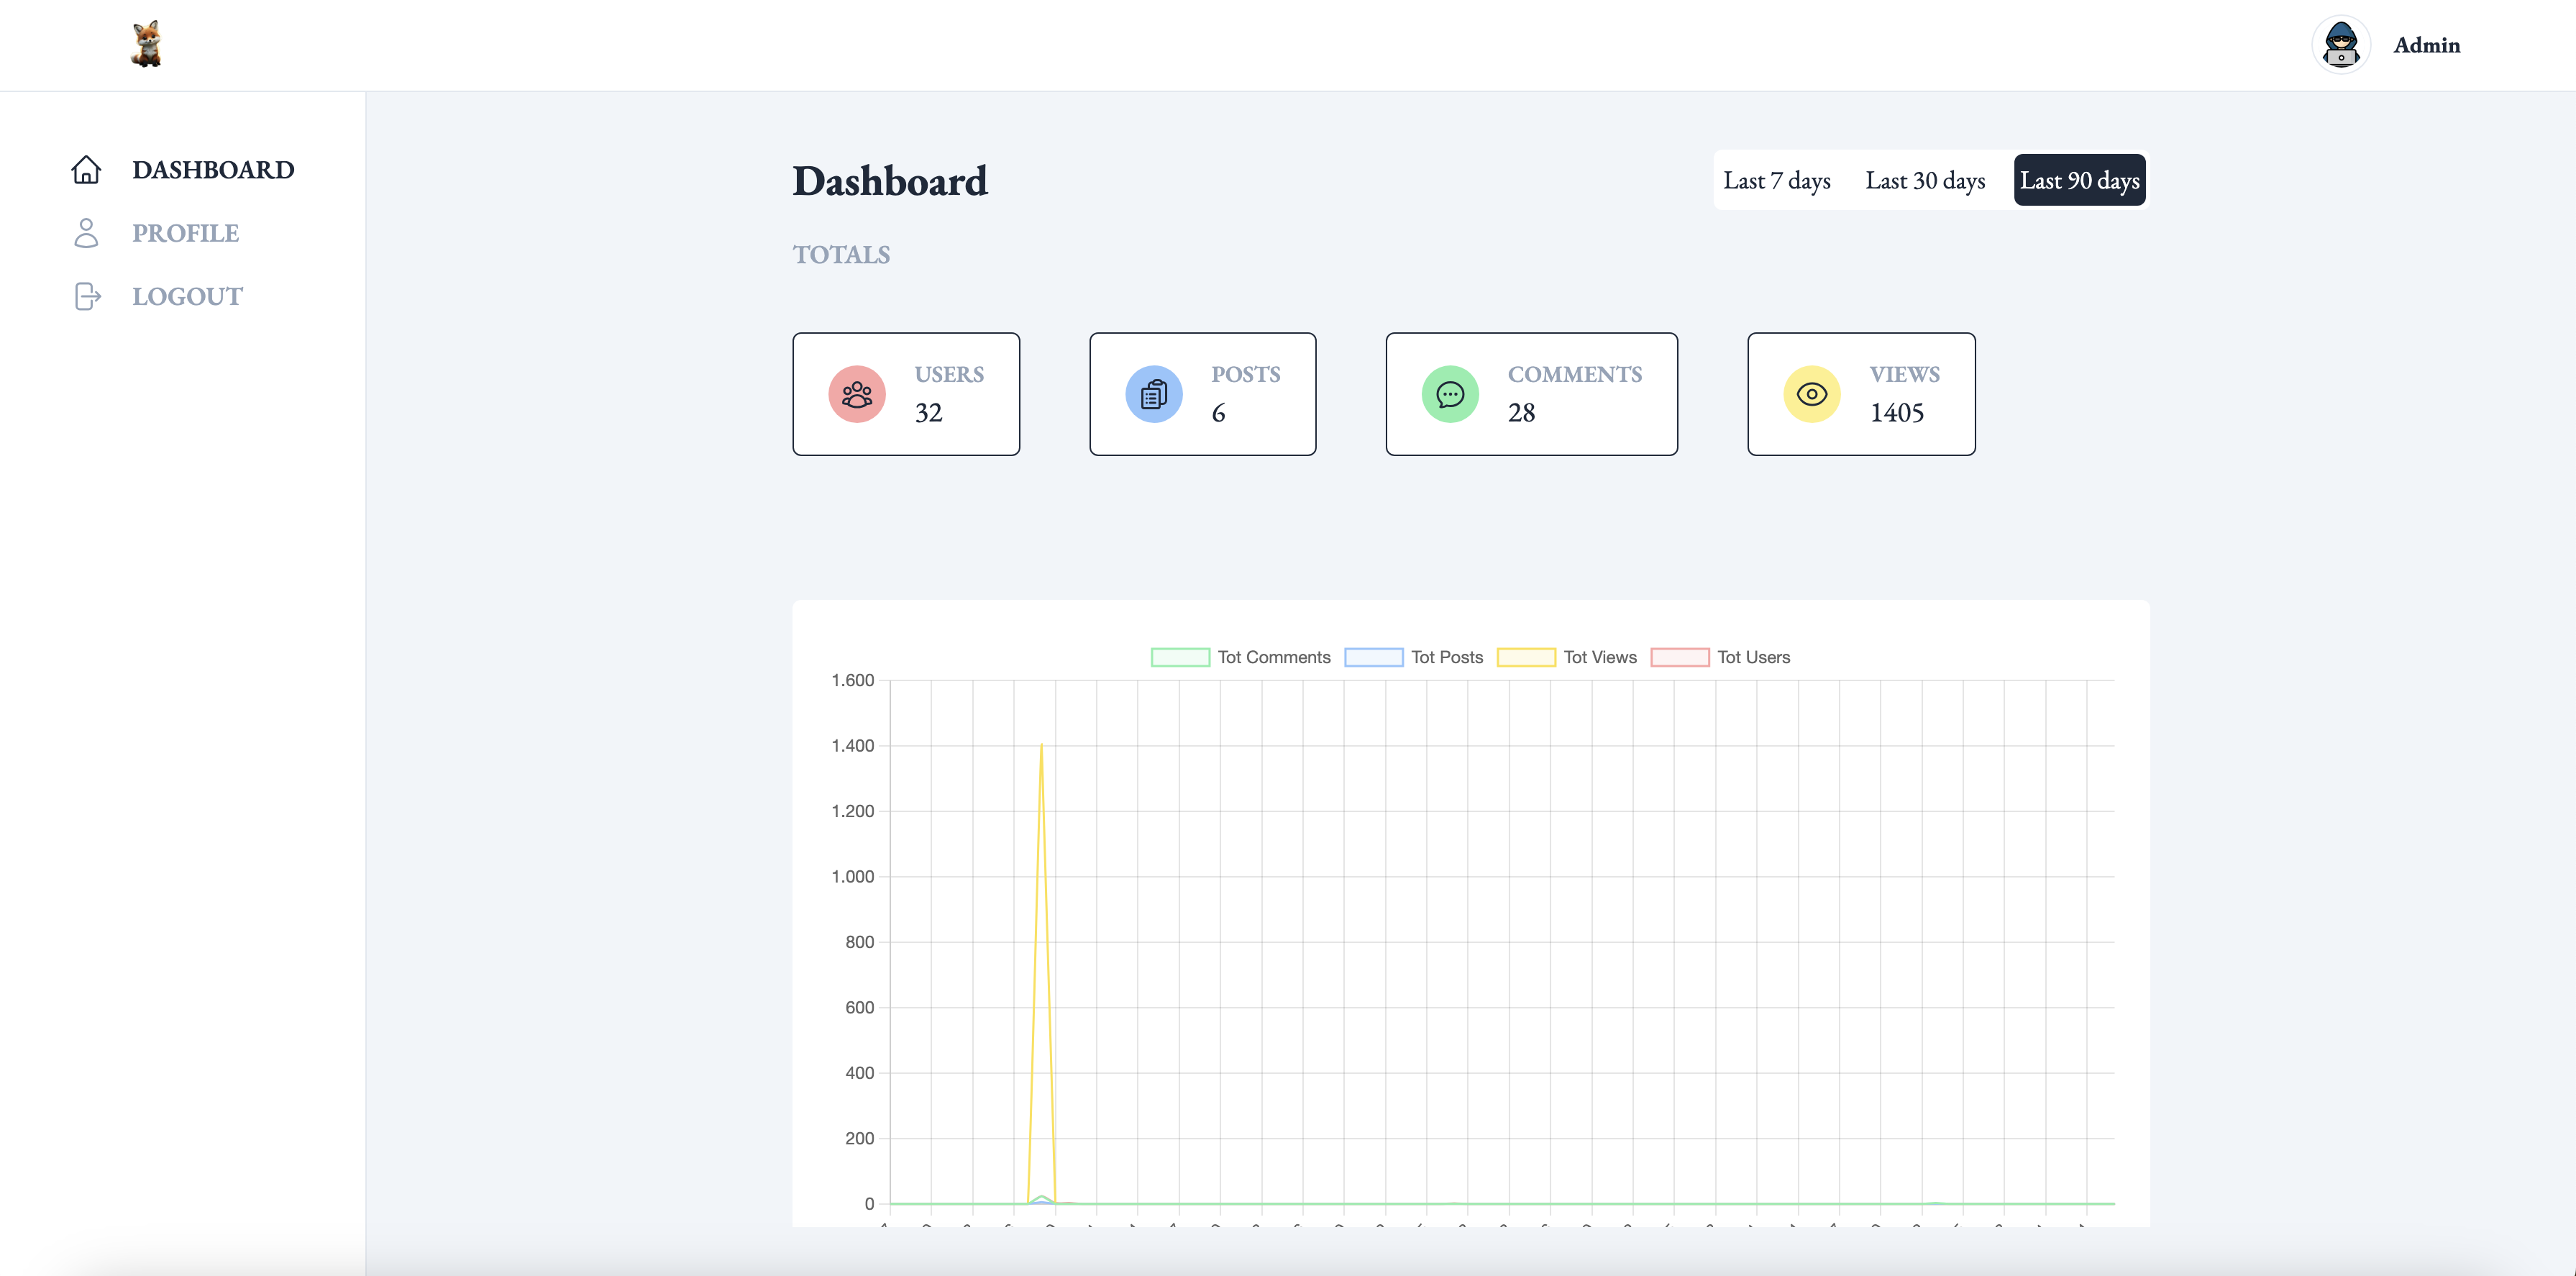 Admin
DASHBOARD
PROFILE
LOGOUT
Dashboard
Last 7 days Last 30 days Last 90 days
TOTALS
USERS
32
POSTS
6
COMMENTS
28
VIEWS
1405
Tot Comments Tot Posts Tot Views Tot Users
1.600
1.400
1.200
1.000
800
600
400
200
0